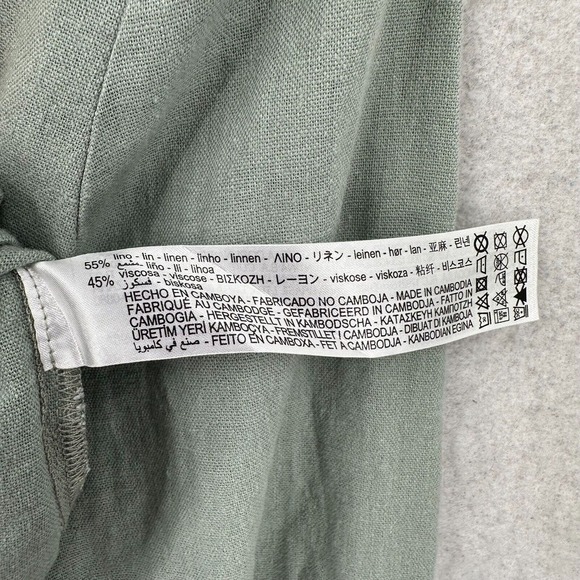 55% lino - lin - linen - linho - linnen - ΛΙΝΟ - リネン - leinen - hør - lan - 亚麻 - 린넨
مشمع - liño - lli - lihoa
45% viscosa - viscose - ΒΙΣΚΟΖΗ - レーヨン - viskose - viskoza - 粘纤 - 비스코스
فسكوز - biskosa
HECHO EN CAMBOYA - FABRICADO NO CAMBOJA - MADE IN CAMBODIA
FABRIQUÉ AU CAMBODGE - GEFABRICEERD IN CAMBODJA - FATTO IN
CAMBOGIA - HERGESTELLT IN KAMBODSCHA - ΚΑΤΑΣΚΕΥΗ ΚΑΜΠΟΤΖΗ
ÜRETİM YERİ KAMBOÇYA - FREMSTILLET I CAMBODJA - DIBUAT DI KAMBOJA
صنع في كامبوديا - FEITO EN CAMBOXA - FET A CAMBODJA - KANBODIAN EGINA